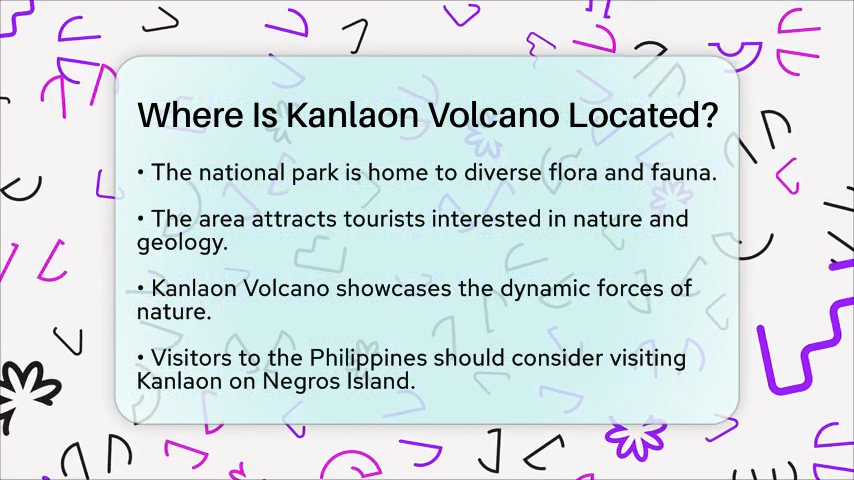 Where Is Kanlaon Volcano Located?
• The national park is home to diverse flora and fauna.
• The area attracts tourists interested in nature and
geology.
• Kanlaon Volcano showcases the dynamic forces of
nature.
• Visitors to the Philippines should consider visiting
Kanlaon on Negros Island.